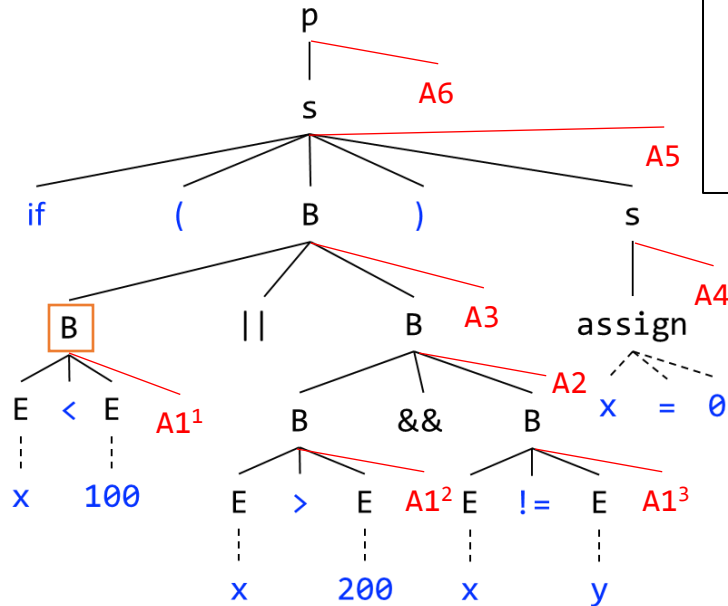 p
A6
s
A5
if ( B ) s
A4
B || B A3 assign
E < E A1¹ B && B A2 x = 0
x 100 E > E A1² E != E A1³
x 200 x y